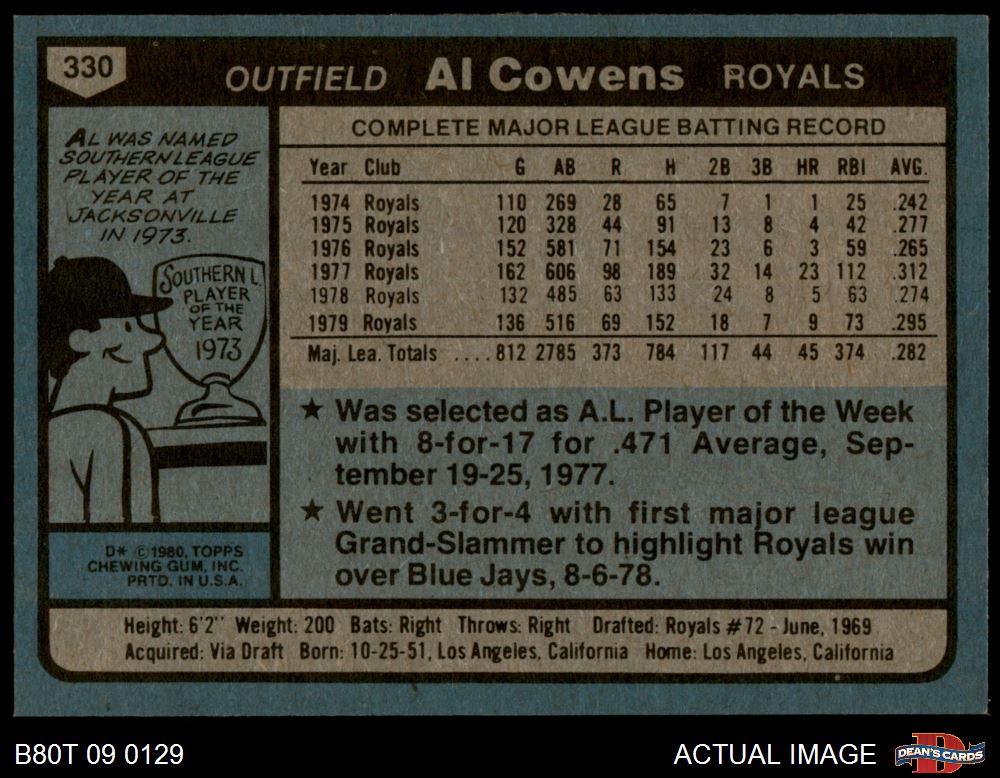 330
OUTFIELD Al Cowens ROYALS
AL WAS NAMED
SOUTHERN LEAGUE
PLAYER OF THE
YEAR AT
JACKSONVILLE
IN 1973.
SOUTHERN L.
PLAYER
OF THE
YEAR
1973
D* © 1980, TOPPS
CHEWING GUM, INC.
PRTD. IN U.S.A.
COMPLETE MAJOR LEAGUE BATTING RECORD
Year Club G AB R H 2B 3B HR RBI AVG.
1974 Royals 110 269 28 65 7 1 1 25 .242
1975 Royals 120 328 44 91 13 8 4 42 .277
1976 Royals 152 581 71 154 23 6 3 59 .265
1977 Royals 162 606 98 189 32 14 23 112 .312
1978 Royals 132 485 63 133 24 8 5 63 .274
1979 Royals 136 516 69 152 18 7 9 73 .295
Maj. Lea. Totals ....812 2785 373 784 117 44 45 374 .282
★ Was selected as A.L. Player of the Week
with 8-for-17 for .471 Average, Sep-
tember 19-25, 1977.
★ Went 3-for-4 with first major league
Grand-Slammer to highlight Royals win
over Blue Jays, 8-6-78.
Height: 6'2" Weight: 200 Bats: Right Throws: Right Drafted: Royals #72 - June, 1969
Acquired: Via Draft Born: 10-25-51, Los Angeles, California Home: Los Angeles, California
B80T 09 0129
ACTUAL IMAGE
DEAN'S CARDS